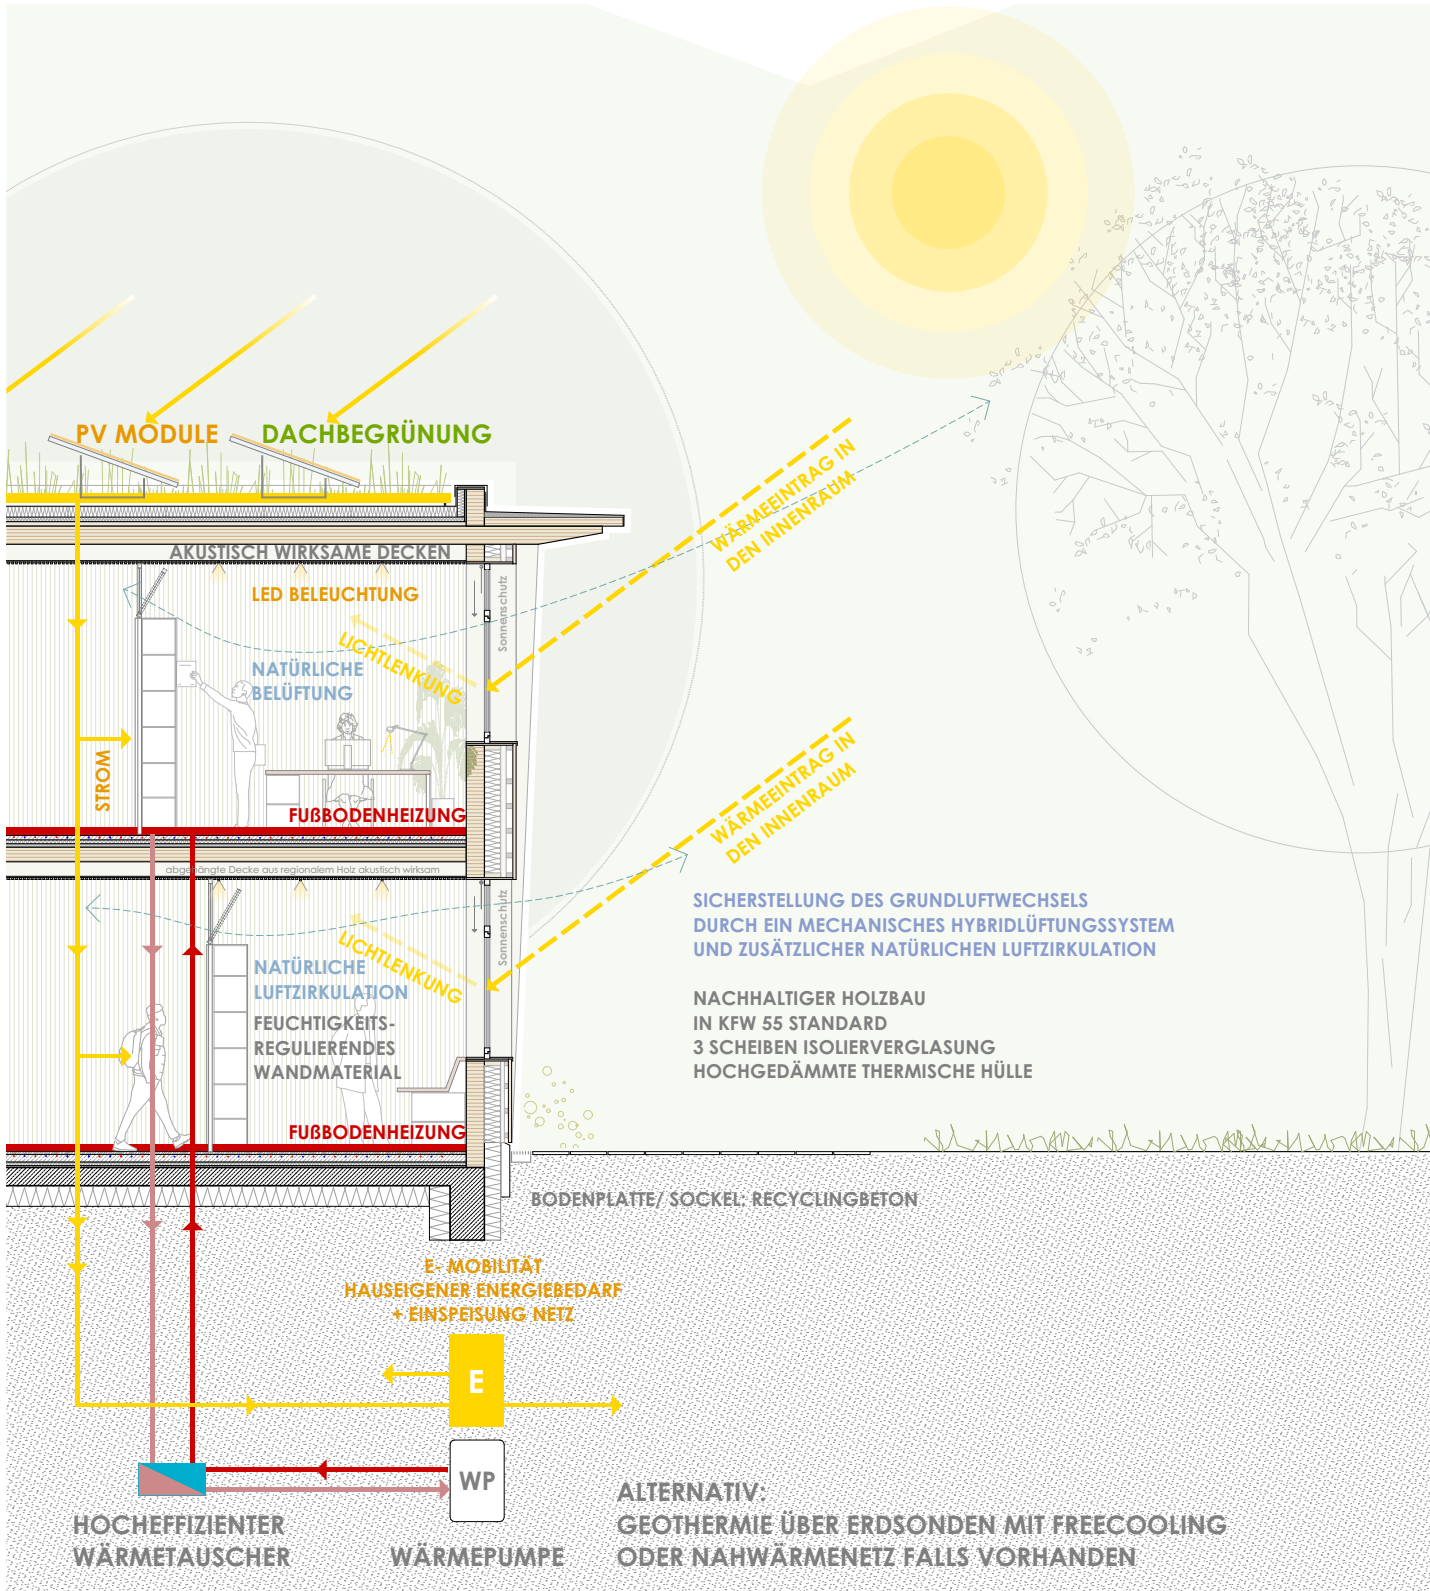 PV MODULE
DACHBEGRÜNUNG
WÄRMEEINTRAG IN
DEN INNENRAUM
AKUSTISCH WIRKSAME DECKEN
LED BELEUCHTUNG
Sonnenschutz
LICHTLENKUNG
NATÜRLICHE
BELÜFTUNG
STROM
FUßBODENHEIZUNG
WÄRMEEINTRAG IN
DEN INNENRAUM
abgehängte Decke aus regionalem Holz akustisch wirksam
Sonnenschutz
LICHTLENKUNG
NATÜRLICHE
LUFTZIRKULATION
FEUCHTIGKEITS-
REGULIERENDES
WANDMATERIAL
FUßBODENHEIZUNG
SICHERSTELLUNG DES GRUNDLUFTWECHSELS
DURCH EIN MECHANISCHES HYBRIDLÜFTUNGSSYSTEM
UND ZUSÄTZLICHER NATÜRLICHEN LUFTZIRKULATION
NACHHALTIGER HOLZBAU
IN KFW 55 STANDARD
3 SCHEIBEN ISOLIERVERGLASUNG
HOCHGEDÄMMTE THERMISCHE HÜLLE
BODENPLATTE/ SOCKEL: RECYCLINGBETON
E- MOBILITÄT
HAUSEIGENER ENERGIEBEDARF
+ EINSPEISUNG NETZ
E
WP
HOCHEFFIZIENTER
WÄRMETAUSCHER
WÄRMEPUMPE
ALTERNATIV:
GEOTHERMIE ÜBER ERDSONDEN MIT FREECOOLING
ODER NAHWÄRMENETZ FALLS VORHANDEN